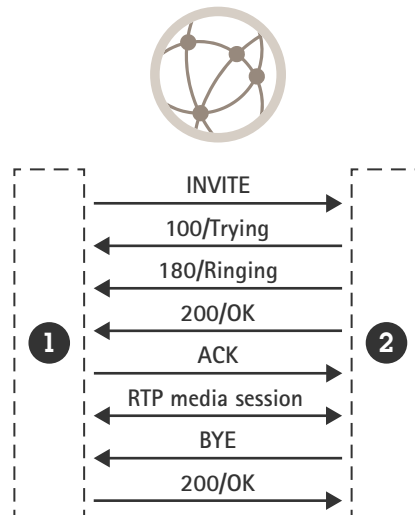 INVITE
100/Trying
180/Ringing
200/OK
1
2
ACK
RTP media session
BYE
200/OK